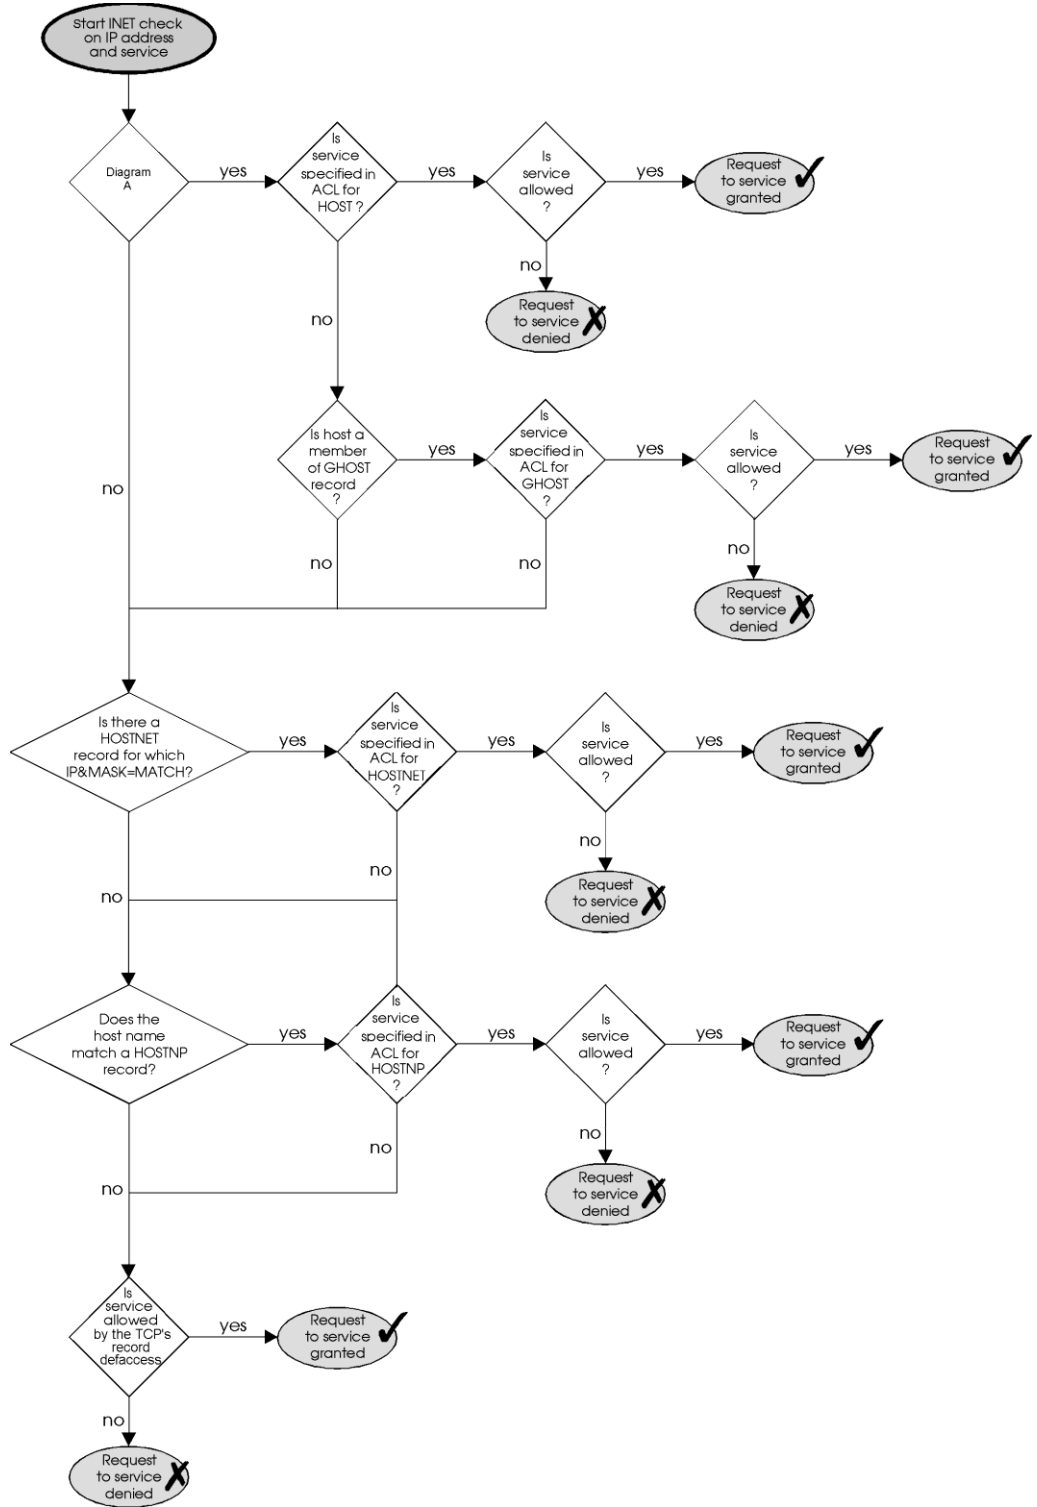 Start INET check
on IP address
and service
Diagram
A
yes
Is
service
specified in
ACL for
HOST ?
yes
Is
service
allowed
?
yes
Request
to service
granted
no
Request
to service
denied
no
Is host a
member
of GHOST
record
?
yes
Is
service
specified in
ACL for
GHOST
?
yes
Is
service
allowed
?
yes
Request
to service
granted
no
no
no
no
Request
to service
denied
Is there a
HOSTNET
record for which
IP&MASK=MATCH?
yes
Is
service
specified in
ACL for
HOSTNET
?
yes
Is
service
allowed
?
yes
Request
to service
granted
no
no
no
Request
to service
denied
Does the
host name
match a HOSTNP
record?
yes
Is
service
specified in
ACL for
HOSTNP
?
yes
Is
service
allowed
?
yes
Request
to service
granted
no
no
no
Request
to service
denied
Is
service
allowed
by the TCP's
record
defaccess
yes
Request
to service
granted
no
Request
to service
denied